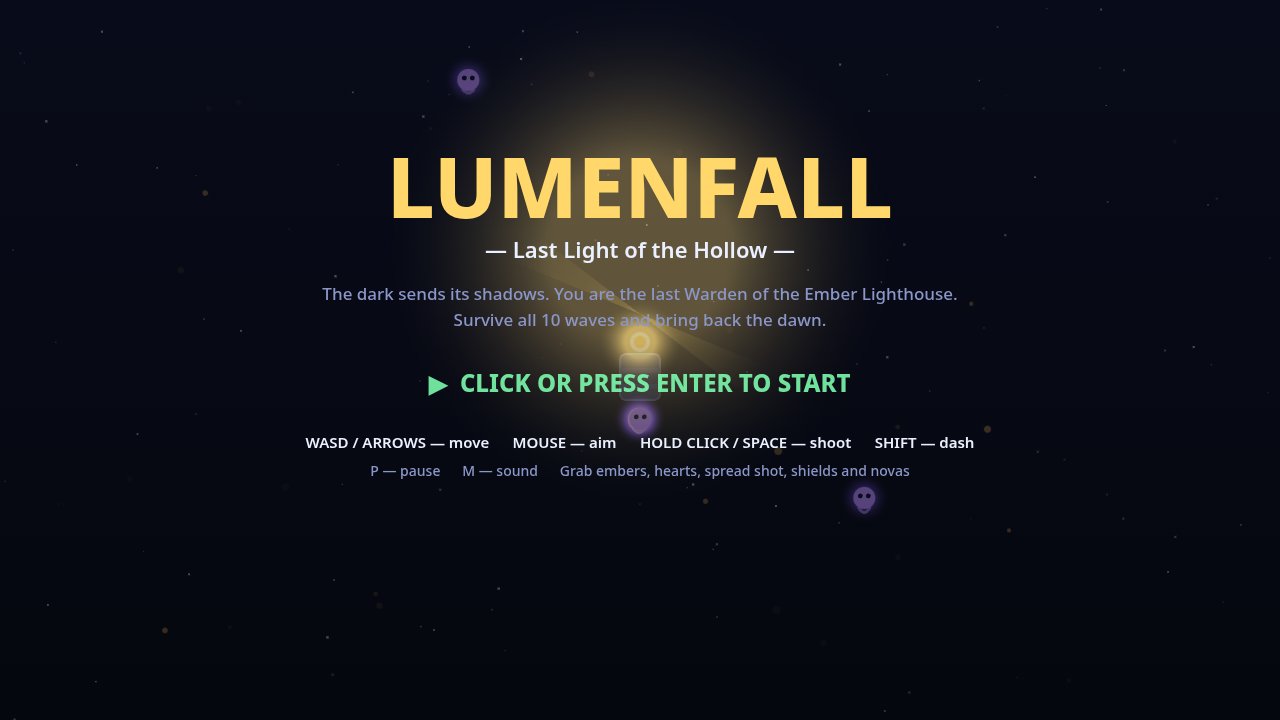 LUMENFALL
— Last Light of the Hollow —
The dark sends its shadows. You are the last Warden of the Ember Lighthouse.
Survive all 10 waves and bring back the dawn.
▶ CLICK OR PRESS ENTER TO START
WASD / ARROWS — move MOUSE — aim HOLD CLICK / SPACE — shoot SHIFT — dash
P — pause M — sound Grab embers, hearts, spread shot, shields and novas